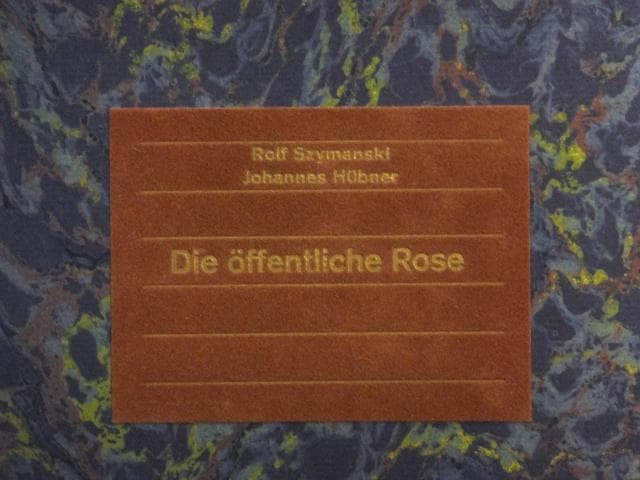 Rolf Szymanski
Johannes Hübner
Die öffentliche Rose